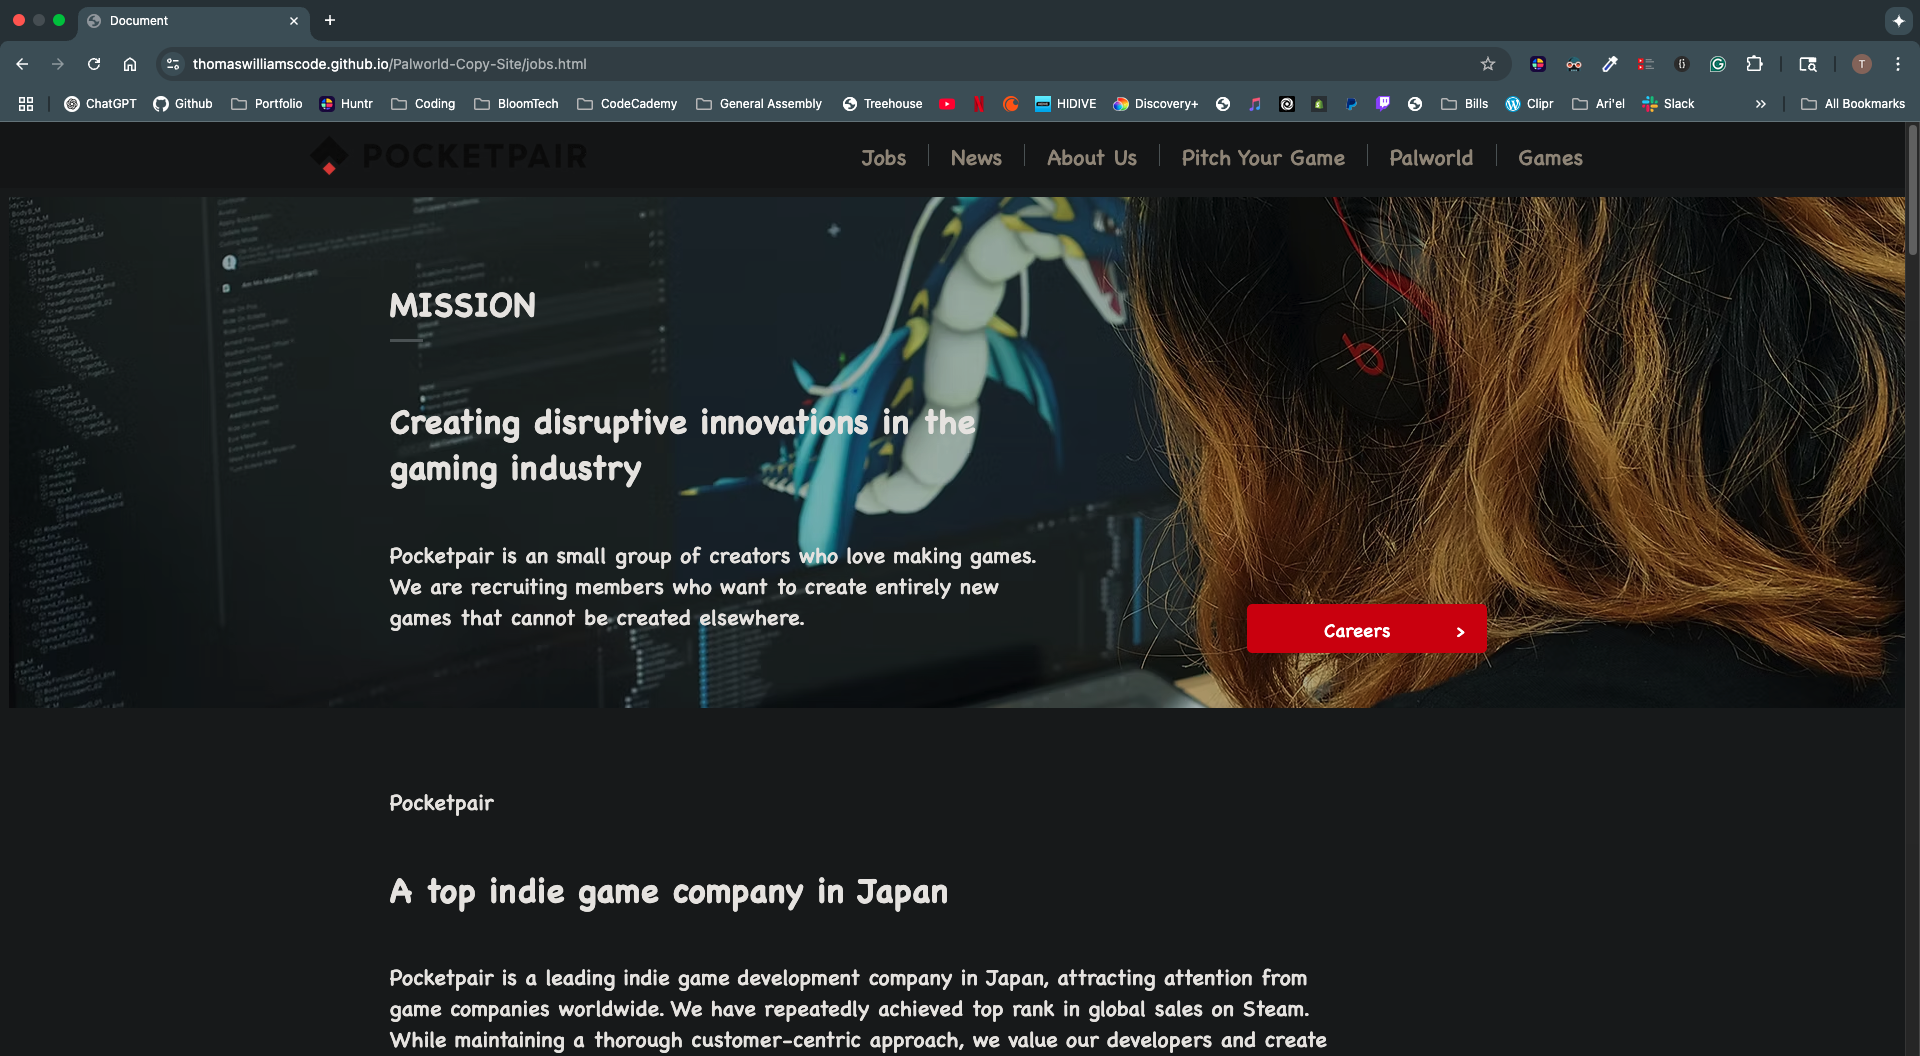 Document
thomaswilliamscode.github.io/Palworld-Copy-Site/jobs.html
T
ChatGPT Github Portfolio Huntr Coding BloomTech CodeCademy General Assembly Treehouse HIDIVE Discovery+ Bills Clipr Ari'el Slack All Bookmarks
POCKETPAIR Jobs News About Us Pitch Your Game Palworld Games
MISSION
Creating disruptive innovations in the
gaming industry
Pocketpair is an small group of creators who love making games.
We are recruiting members who want to create entirely new
games that cannot be created elsewhere.
Careers >
Pocketpair
A top indie game company in Japan
Pocketpair is a leading indie game development company in Japan, attracting attention from
game companies worldwide. We have repeatedly achieved top rank in global sales on Steam.
While maintaining a thorough customer-centric approach, we value our developers and create